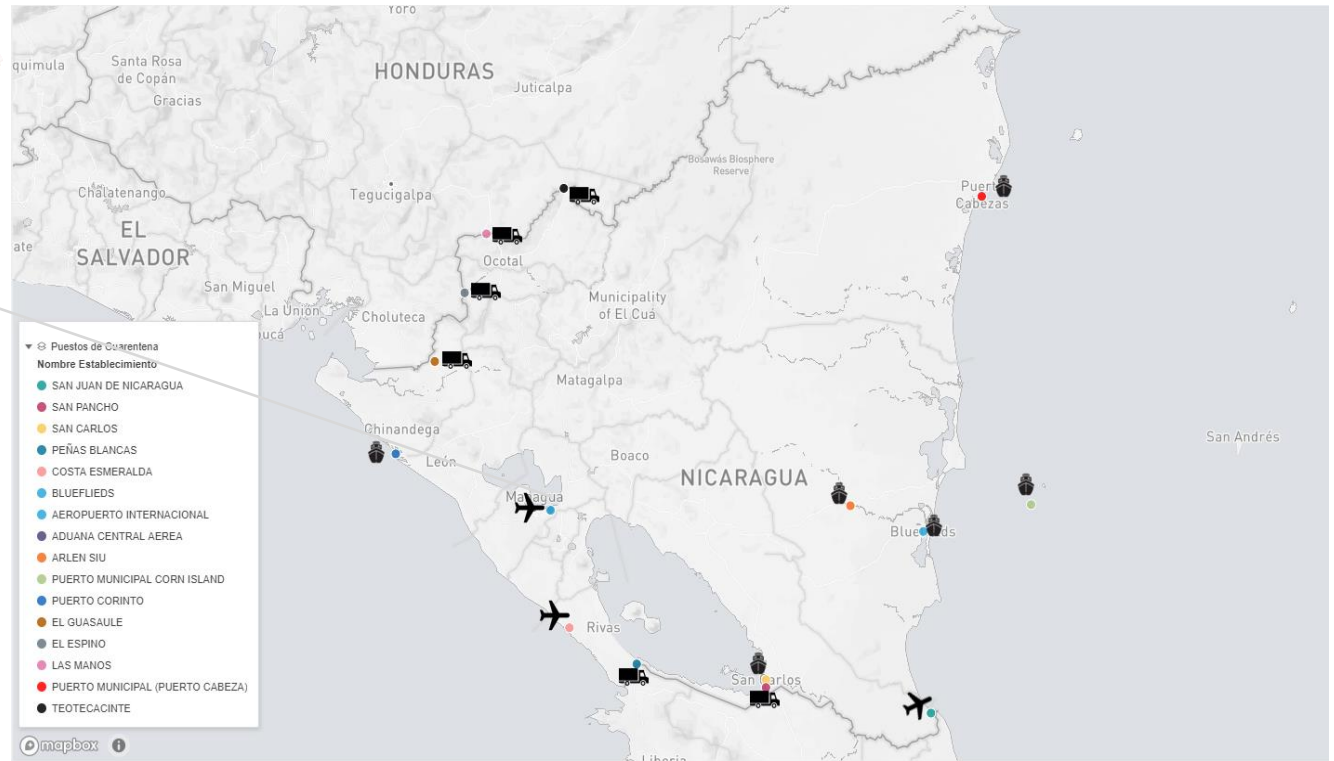 Yoro
quimula
Santa Rosa
de Copán
HONDURAS
Juticalpa
Gracias
Bosawás Biosphere
Reserve
Chalatenango
Tegucigalpa
Puerto
Cabezas
EL
SALVADOR
ate
Ocotal
San Miguel
La Unión
Choluteca
Municipality
of El Cuá
Matagalpa
Chinandega
León
Boaco
NICARAGUA
San Andrés
Managua
Rivas
San Carlos
Liberia
Puestos de Cuarentena
Nombre Establecimiento
SAN JUAN DE NICARAGUA
SAN PANCHO
SAN CARLOS
PEÑAS BLANCAS
COSTA ESMERALDA
BLUEFLIEDS
AEROPUERTO INTERNACIONAL
ADUANA CENTRAL AEREA
ARLEN SIU
PUERTO MUNICIPAL CORN ISLAND
PUERTO CORINTO
EL GUASAULE
EL ESPINO
LAS MANOS
PUERTO MUNICIPAL (PUERTO CABEZA)
TEOTECACINTE
mapbox